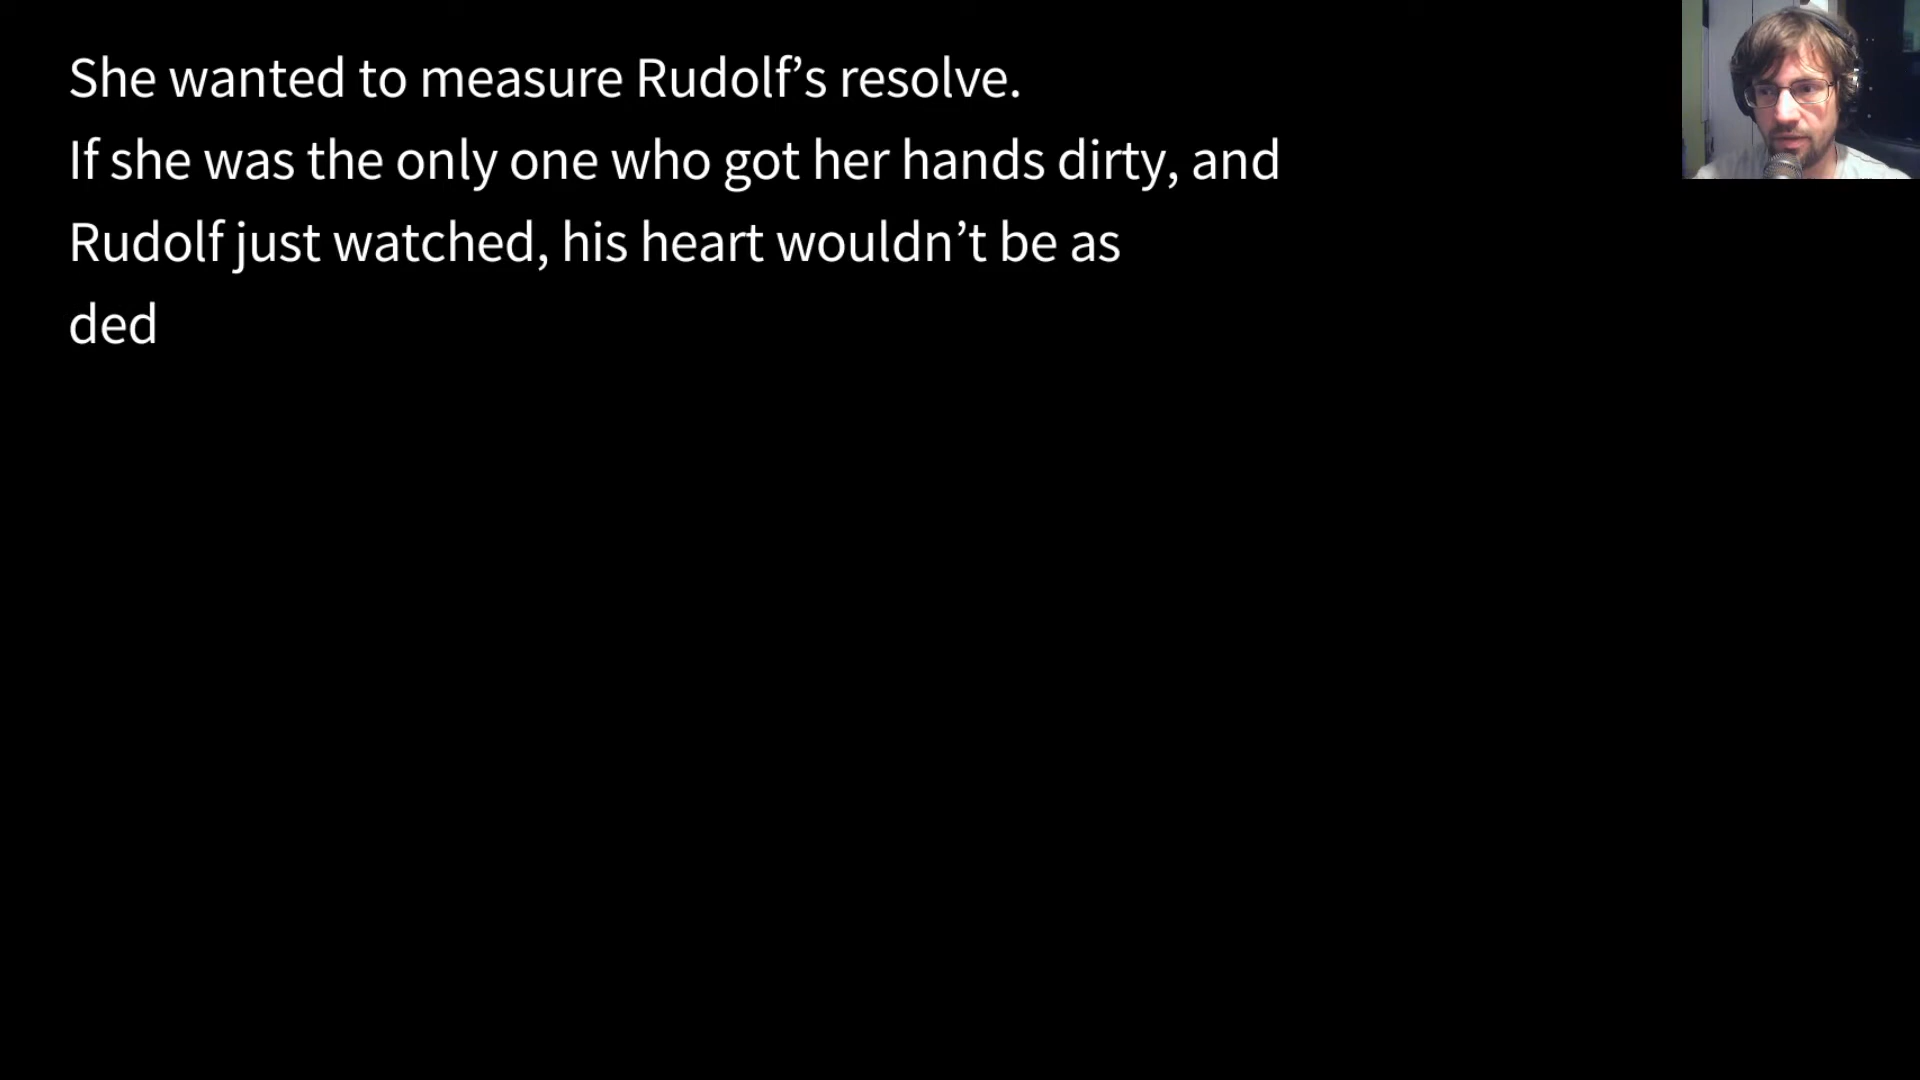 She wanted to measure Rudolf’s resolve.
If she was the only one who got her hands dirty, and
Rudolf just watched, his heart wouldn’t be as
ded